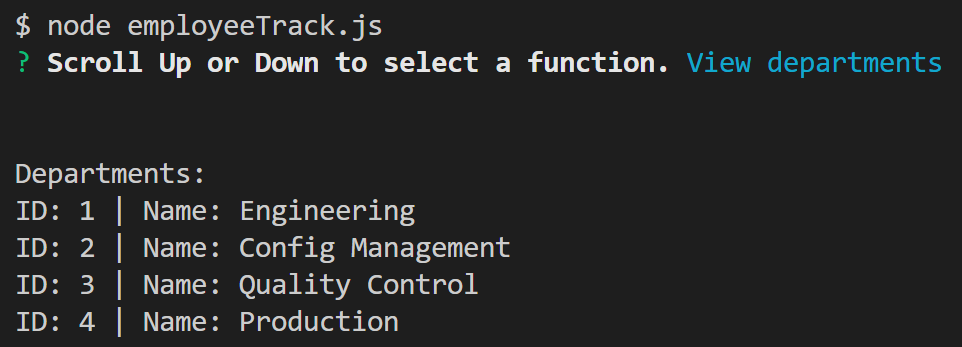 $ node employeeTrack.js
? Scroll Up or Down to select a function. View departments
Departments:
ID: 1 | Name: Engineering
ID: 2 | Name: Config Management
ID: 3 | Name: Quality Control
ID: 4 | Name: Production